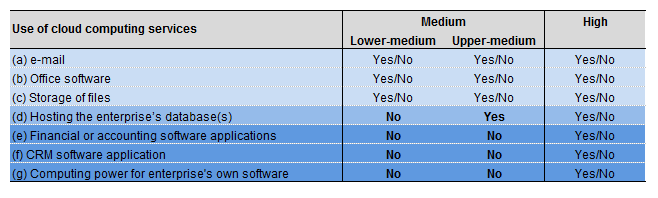 Use of cloud computing services Medium High
Lower-medium Upper-medium
(a) e-mail Yes/No Yes/No Yes/No
(b) Office software Yes/No Yes/No Yes/No
(c) Storage of files Yes/No Yes/No Yes/No
(d) Hosting the enterprise's database(s) No Yes Yes/No
(e) Financial or accounting software applications No No Yes/No
(f) CRM software application No No Yes/No
(g) Computing power for enterprise's own software No No Yes/No